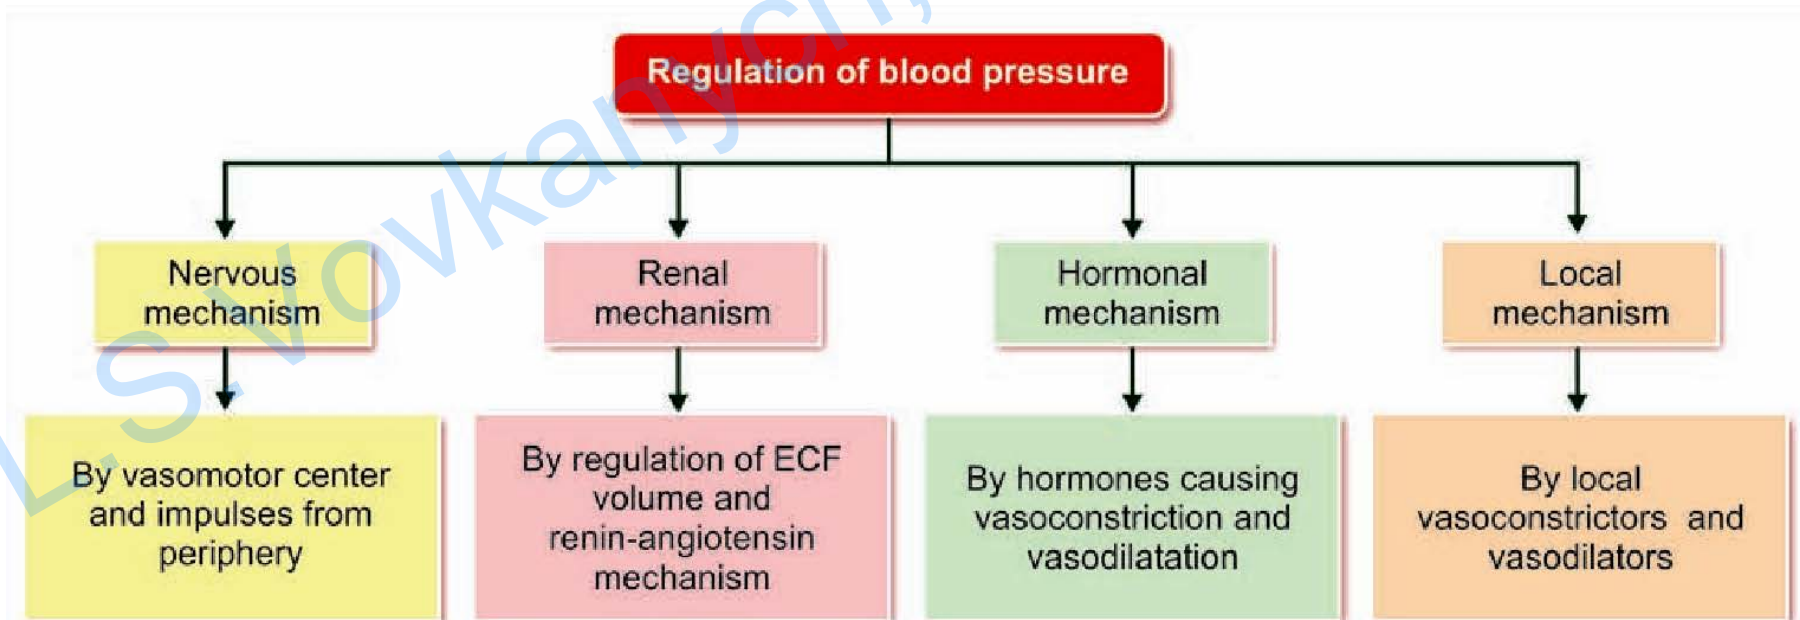 Regulation of blood pressure
Nervous
mechanism
Renal
mechanism
Hormonal
mechanism
Local
mechanism
By vasomotor center
and impulses from
periphery
By regulation of ECF
volume and
renin-angiotensin
mechanism
By hormones causing
vasoconstriction and
vasodilatation
By local
vasoconstrictors and
vasodilators
L.S.Vovkanych,